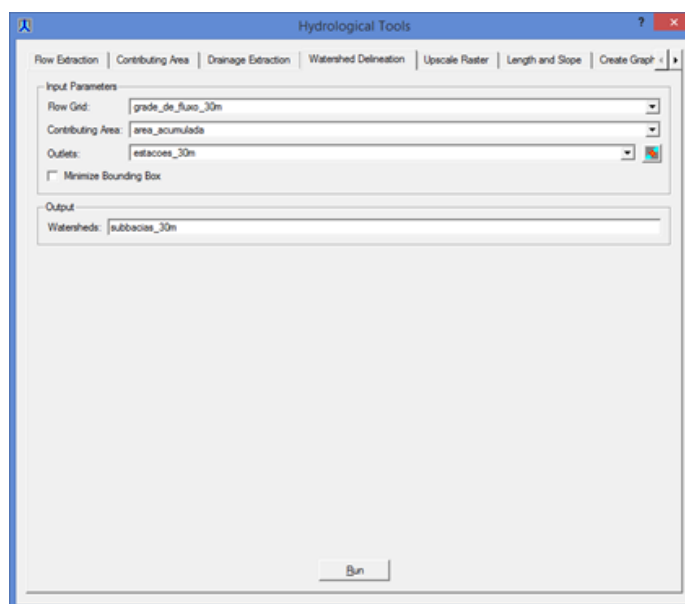 Hydrological Tools
?
Flow Extraction
Contributing Area
Drainage Extraction
Watershed Delineation
Upscale Raster
Length and Slope
Create Graph
Input Parameters
Flow Grid: grade_de_fluxo_30m
Contributing Area: area_acumulada
Outlets: estacoes_30m
Minimize Bounding Box
Output
Watersheds: subbacias_30m
Run